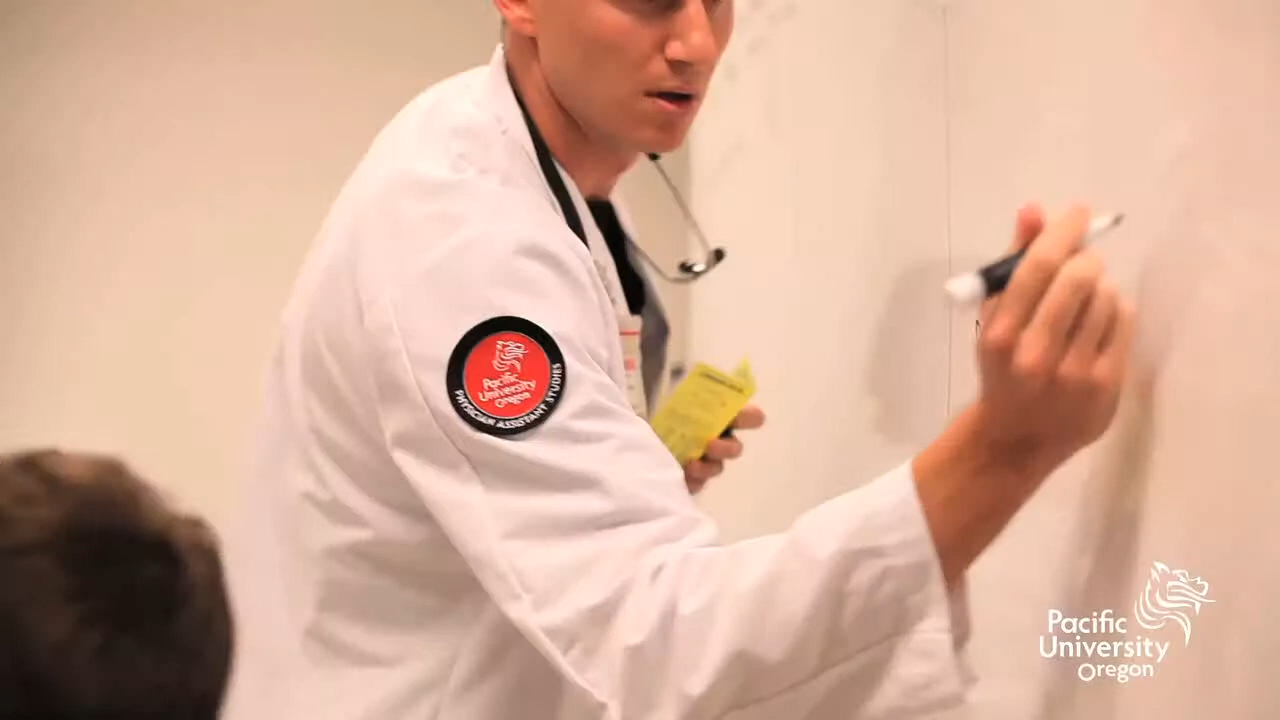 Pacific
University
Oregon
PHYSICIAN ASSISTANT STUDIES
Pacific
University
Oregon